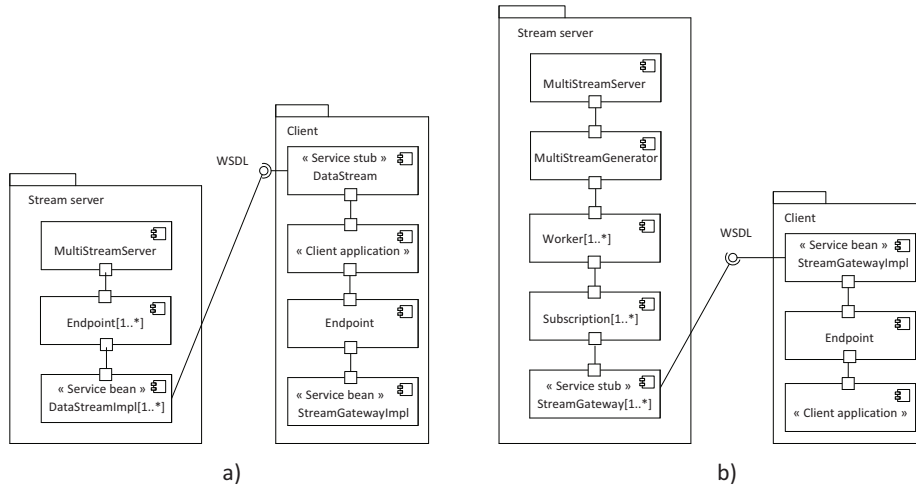 Stream server
MultiStreamServer
Endpoint[1..*]
« Service bean »
DataStreamImpl[1..*]
WSDL
Client
« Service stub »
DataStream
« Client application »
Endpoint
« Service bean »
StreamGatewayImpl
a)
Stream server
MultiStreamServer
MultiStreamGenerator
Worker[1..*]
Subscription[1..*]
« Service stub »
StreamGateway[1..*]
WSDL
Client
« Service bean »
StreamGatewayImpl
Endpoint
« Client application »
b)